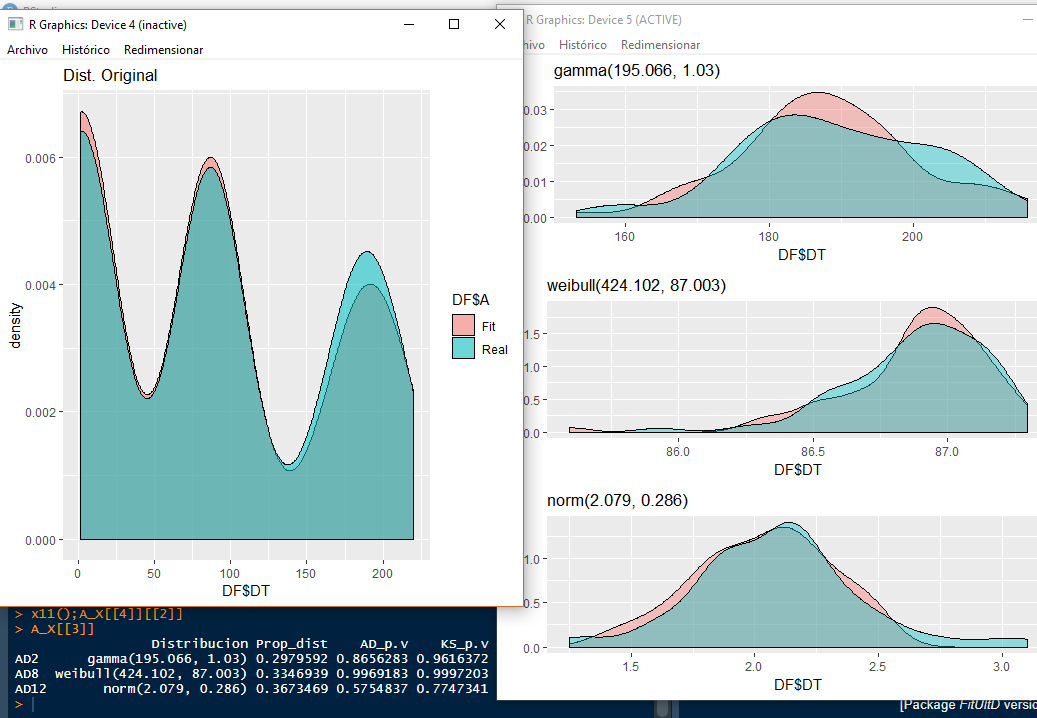 R Graphics: Device 4 (inactive)
Archivo Histórico Redimensionar
Dist. Original
0.006
0.004
0.002
0.000
density
0 50 100 150 200
DF$DT
DF$A
Fit
Real
R Graphics: Device 5 (ACTIVE)
Histórico Redimensionar
gamma(195.066, 1.03)
0.03
0.02
0.01
0.00
160 180 200
DF$DT
weibull(424.102, 87.003)
1.5
1.0
0.5
0.0
86.0 86.5 87.0
DF$DT
norm(2.079, 0.286)
1.0
0.5
0.0
1.5 2.0 2.5 3.0
DF$DT
> x11();A_X[[4]][[2]]
> A_X[[3]]
Distribucion Prop_dist AD_p.v KS_p.v
AD2 gamma(195.066, 1.03) 0.2979592 0.8656283 0.9616372
AD8 weibull(424.102, 87.003) 0.3346939 0.9969183 0.9997203
AD12 norm(2.079, 0.286) 0.3673469 0.5754837 0.7747341
>
[Package FitUltD versio